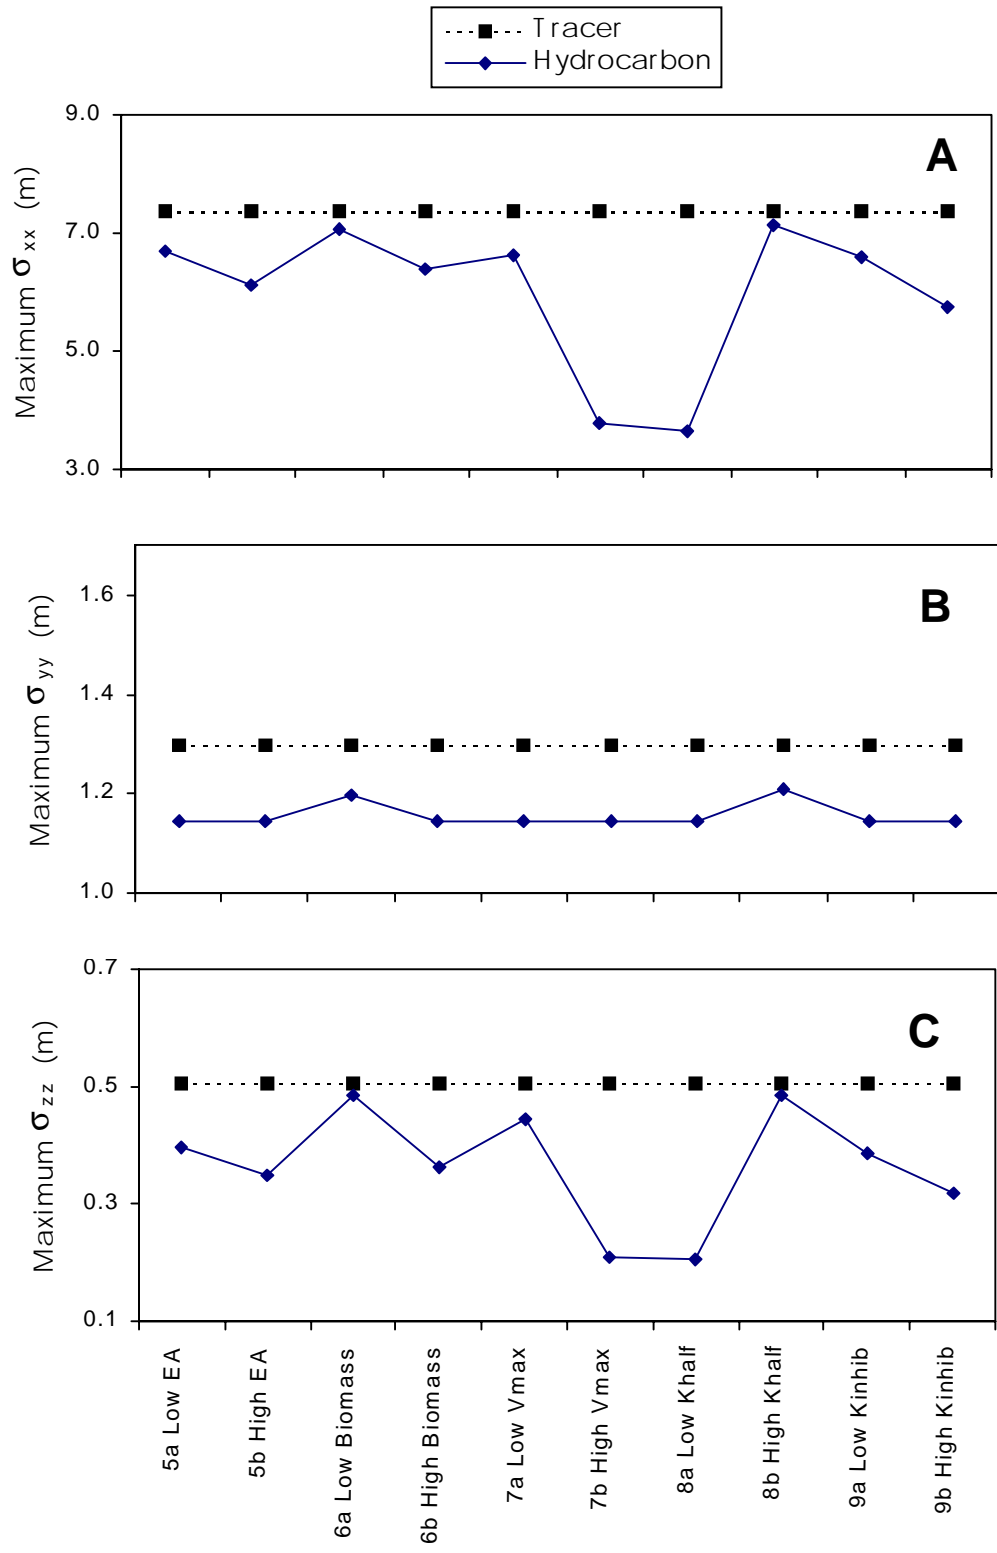 Tracer
Hydrocarbon
A
Maximum σxx (m)
9.0
7.0
5.0
3.0
B
Maximum σyy (m)
1.6
1.4
1.2
1.0
C
Maximum σzz (m)
0.7
0.5
0.3
0.1
5a Low EA
5b High EA
6a Low Biomass
6b High Biomass
7a Low Vmax
7b High Vmax
8a Low Khalf
8b High Khalf
9a Low Kinhib
9b High Kinhib